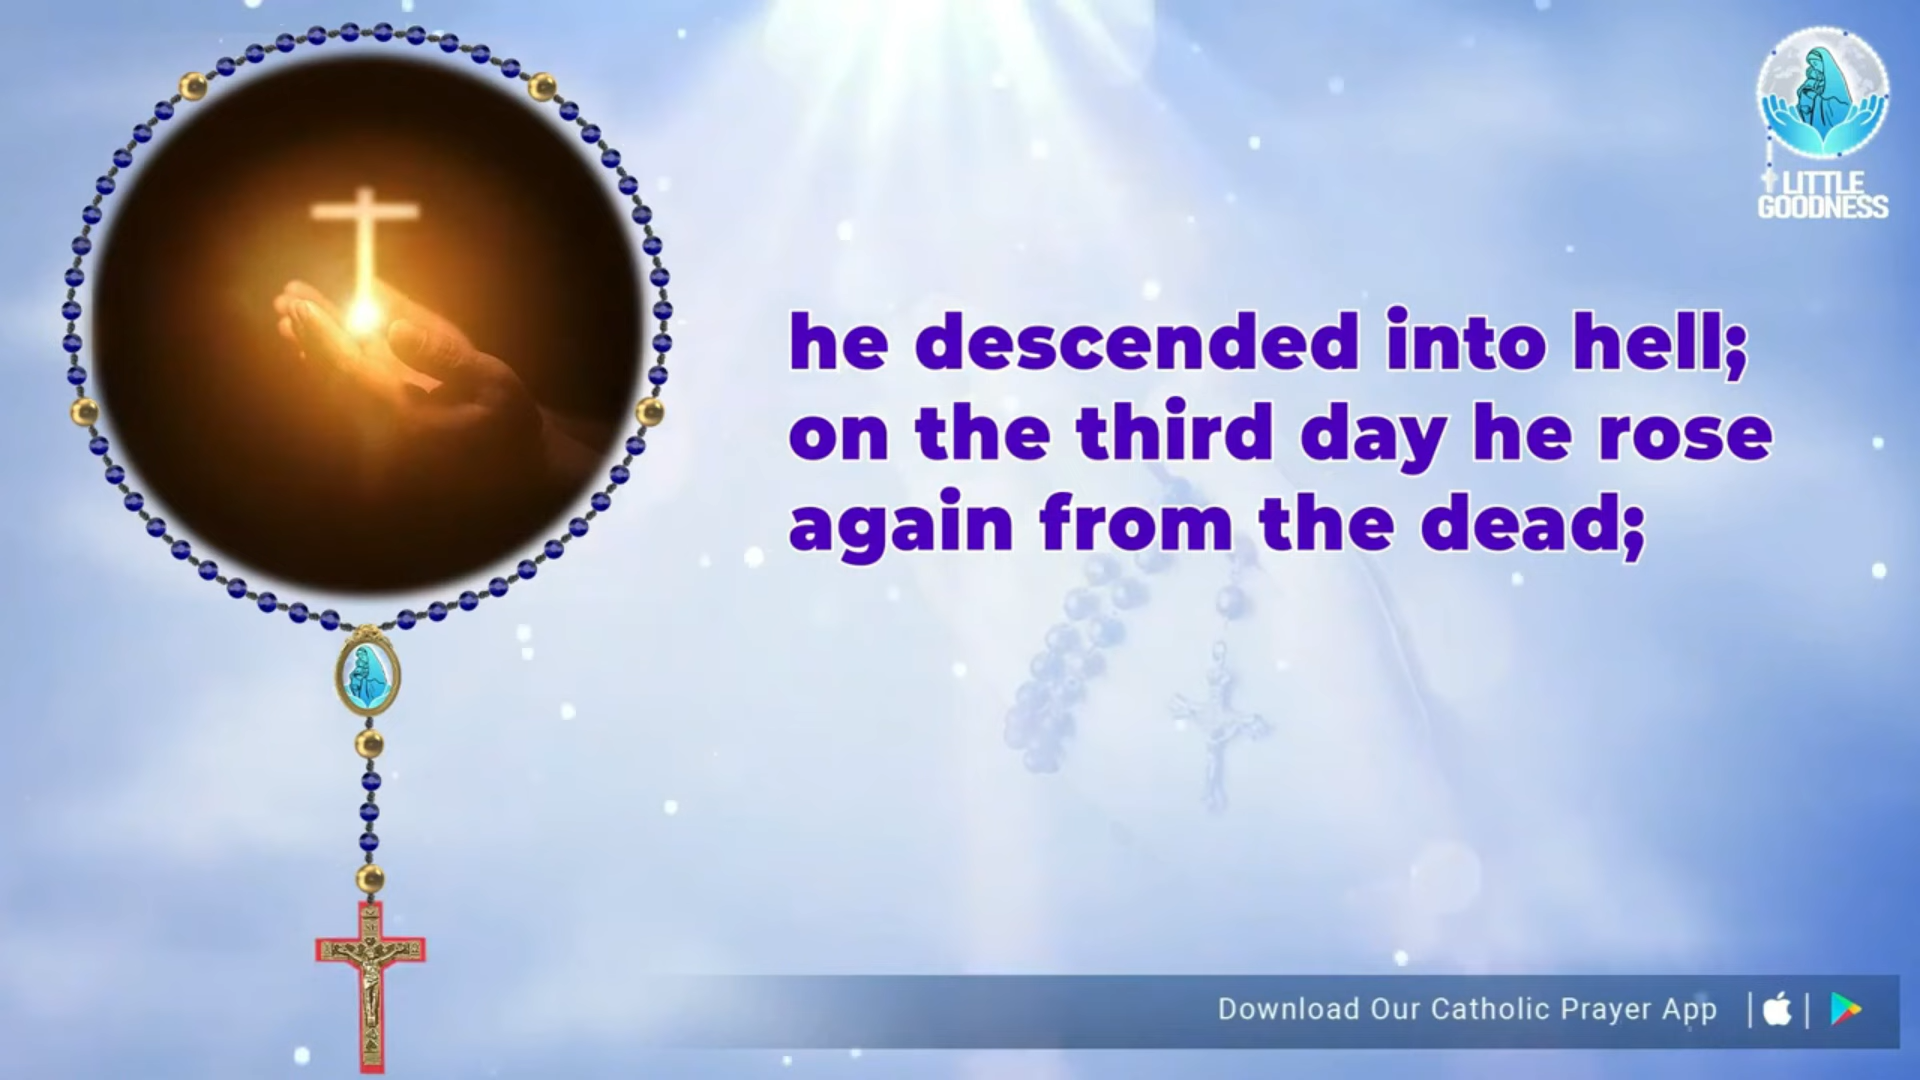 LITTLE
GOODNESS
he descended into hell;
on the third day he rose
again from the dead;
Download Our Catholic Prayer App